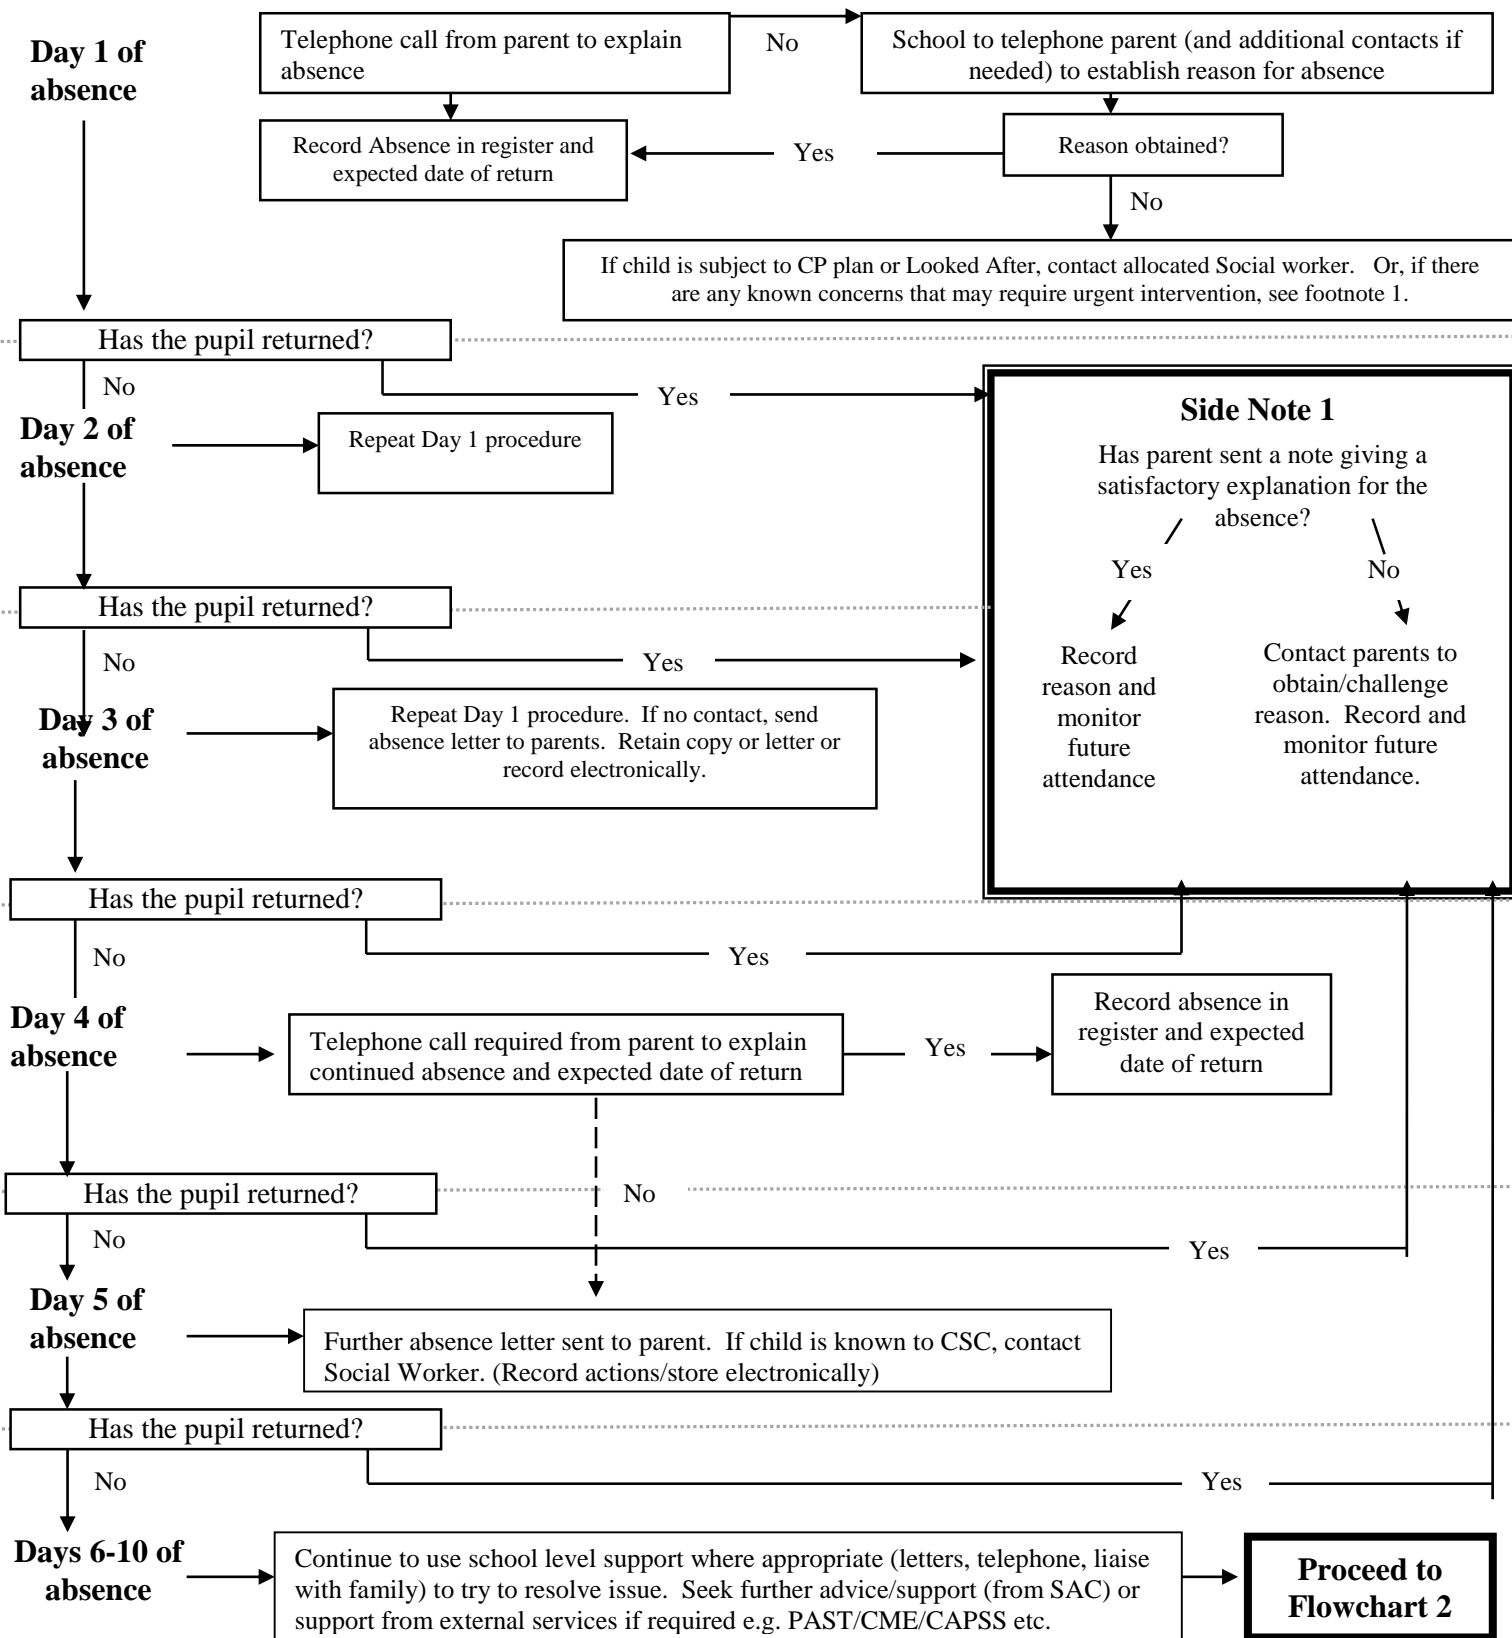 Day 1 of
absence
Telephone call from parent to explain
absence
No
School to telephone parent (and additional contacts if
needed) to establish reason for absence
Record Absence in register and
expected date of return
Yes
Reason obtained?
No
If child is subject to CP plan or Looked After, contact allocated Social worker.   Or, if there
are any known concerns that may require urgent intervention, see footnote 1.
Has the pupil returned?
No
Yes
Day 2 of
absence
Repeat Day 1 procedure
Side Note 1
Has parent sent a note giving a
satisfactory explanation for the
absence?
Yes
No
Record
reason and
monitor
future
attendance
Contact parents to
obtain/challenge
reason.  Record and
monitor future
attendance.
Has the pupil returned?
No
Yes
Day 3 of
absence
Repeat Day 1 procedure.  If no contact, send
absence letter to parents.  Retain copy or letter or
record electronically.
Has the pupil returned?
No
Yes
Day 4 of
absence
Telephone call required from parent to explain
continued absence and expected date of return
Yes
Record absence in
register and expected
date of return
Has the pupil returned?
No
No
Yes
Day 5 of
absence
Further absence letter sent to parent.  If child is known to CSC, contact
Social Worker. (Record actions/store electronically)
Has the pupil returned?
No
Yes
Days 6-10 of
absence
Continue to use school level support where appropriate (letters, telephone, liaise
with family) to try to resolve issue.  Seek further advice/support (from SAC) or
support from external services if required e.g. PAST/CME/CAPSS etc.
Proceed to
Flowchart 2